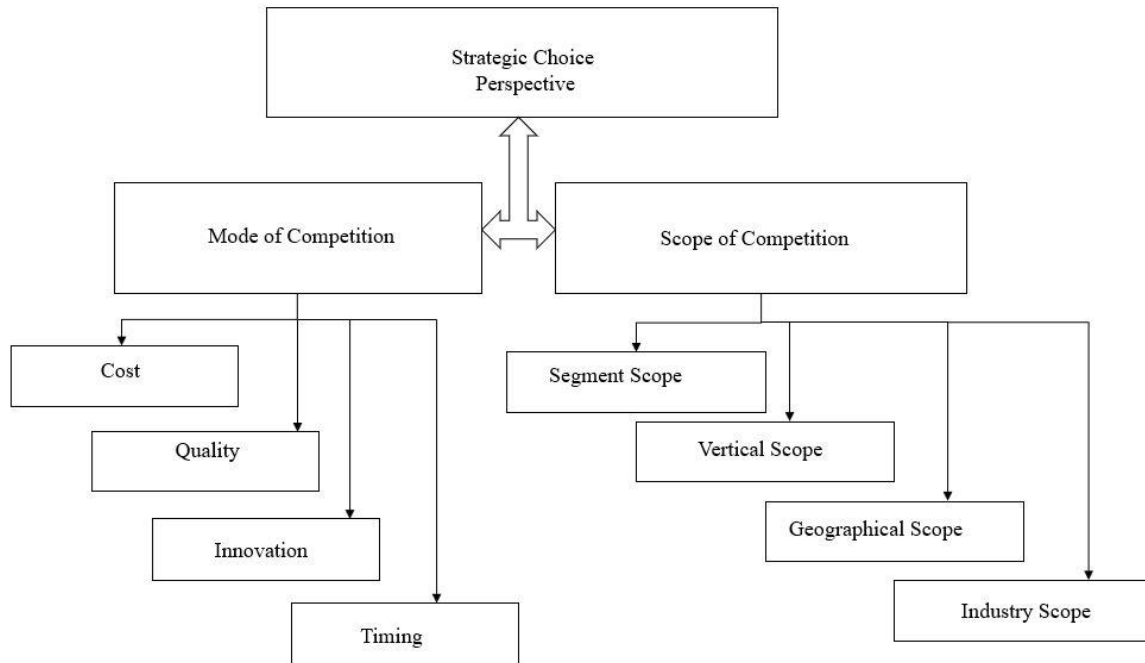 Strategic Choice
Perspective
Mode of Competition
Scope of Competition
Cost
Quality
Innovation
Timing
Segment Scope
Vertical Scope
Geographical Scope
Industry Scope